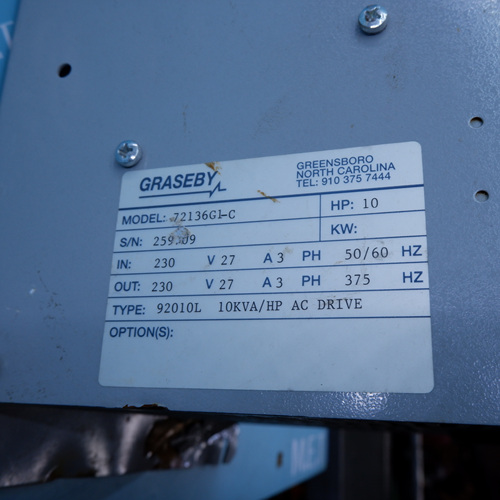 GRASEBY
GREENSBORO
NORTH CAROLINA
TEL: 910 375 7444
MODEL: 72136G1-C
HP: 10
S/N:
KW:
IN: 230 V 27 A 3 PH 50/60 HZ
OUT: 230 V 27 A 3 PH 375 HZ
TYPE: 92010L 10KVA/HP AC DRIVE
OPTION(S):